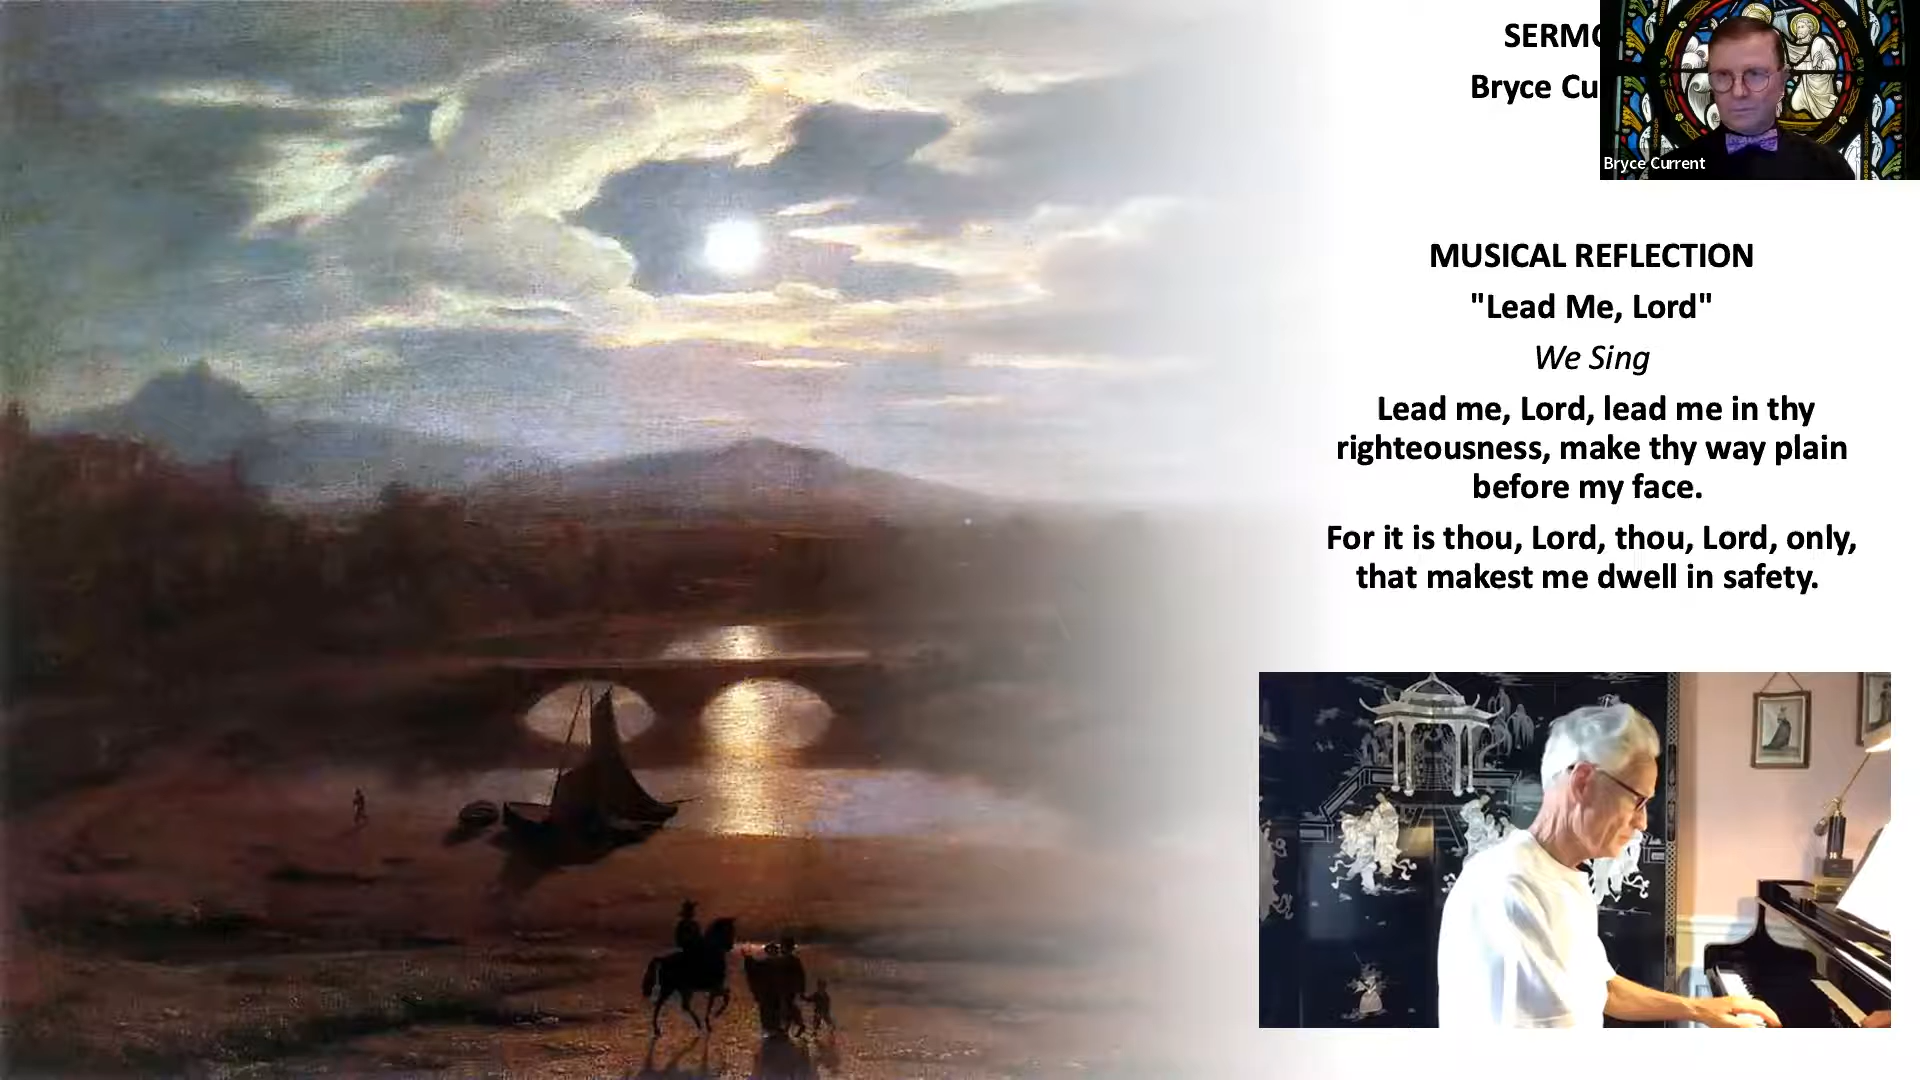 SERMO
Bryce Cu
Bryce Current
MUSICAL REFLECTION
"Lead Me, Lord"
We Sing
Lead me, Lord, lead me in thy
righteousness, make thy way plain
before my face.
For it is thou, Lord, thou, Lord, only,
that makest me dwell in safety.